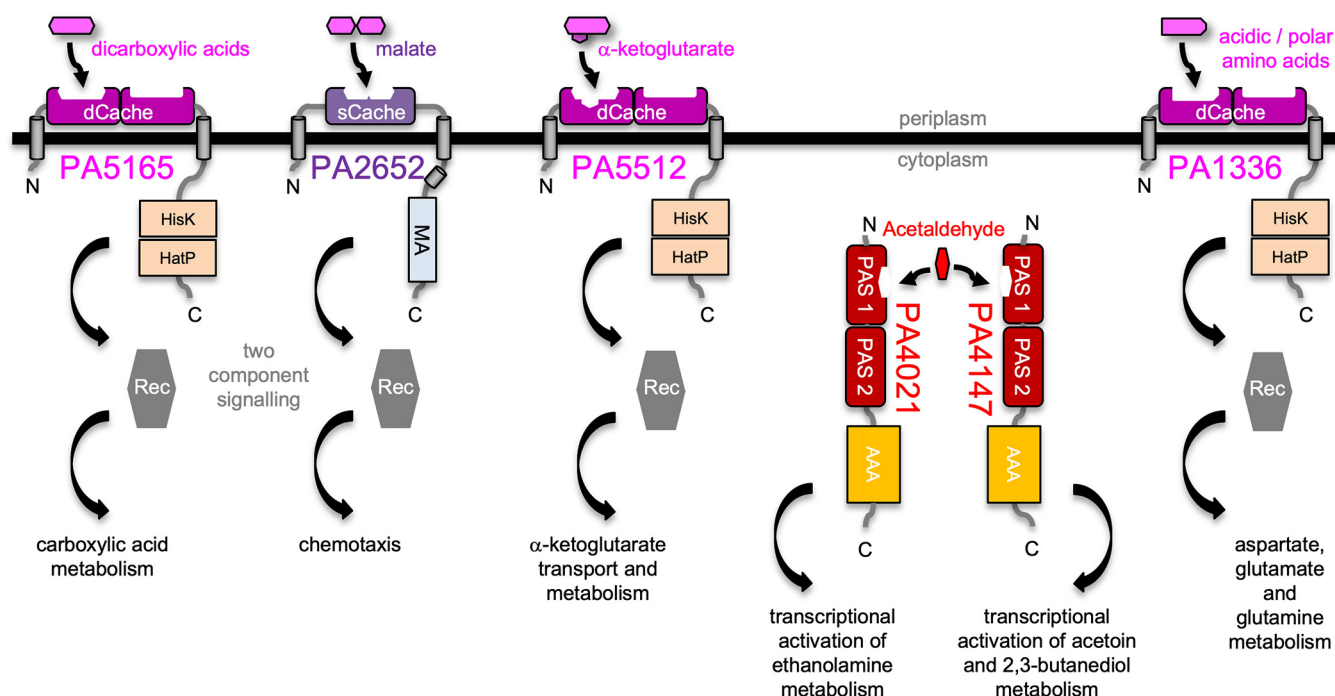 dicarboxylic acids
dCache
PA5165
N
HisK
HatP
C
Rec
carboxylic acid
metabolism
two
component
signalling
malate
sCache
PA2652
N
MA
C
Rec
chemotaxis
α-ketoglutarate
dCache
PA5512
N
HisK
HatP
C
Rec
α-ketoglutarate
transport and
metabolism
periplasm
cytoplasm
Acetaldehyde
N
PAS 1
PAS 2
PA4021
AAA
C
transcriptional
activation of
ethanolamine
metabolism
N
PAS 1
PAS 2
PA4147
AAA
C
transcriptional
activation of acetoin
and 2,3-butanediol
metabolism
acidic / polar
amino acids
dCache
PA1336
N
HisK
HatP
C
Rec
aspartate,
glutamate
and
glutamine
metabolism